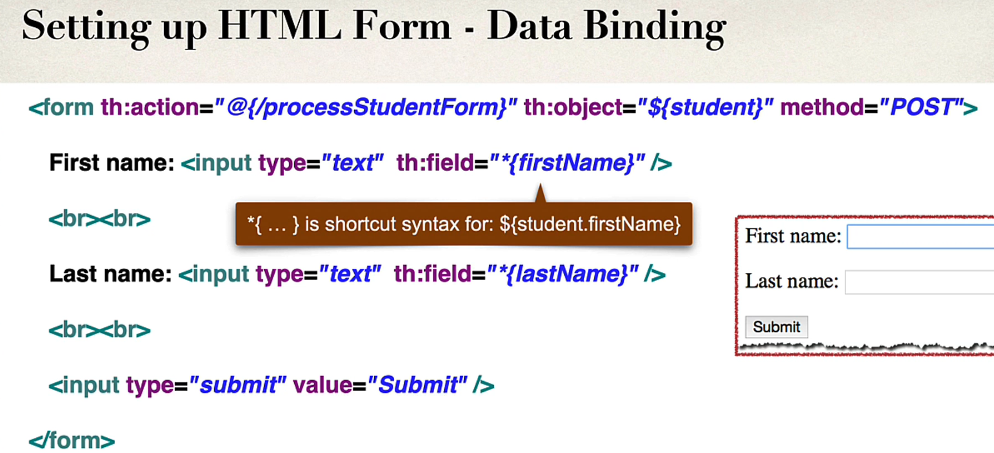 Setting up HTML Form - Data Binding
<form th:action="@{/processStudentForm}" th:object="${student}" method="POST">
First name: <input type="text" th:field="*{firstName}" />
*{ ... } is shortcut syntax for: ${student.firstName}
<br><br>
Last name: <input type="text" th:field="*{lastName}" />
<br><br>
<input type="submit" value="Submit" />
</form>
First name:
Last name:
Submit